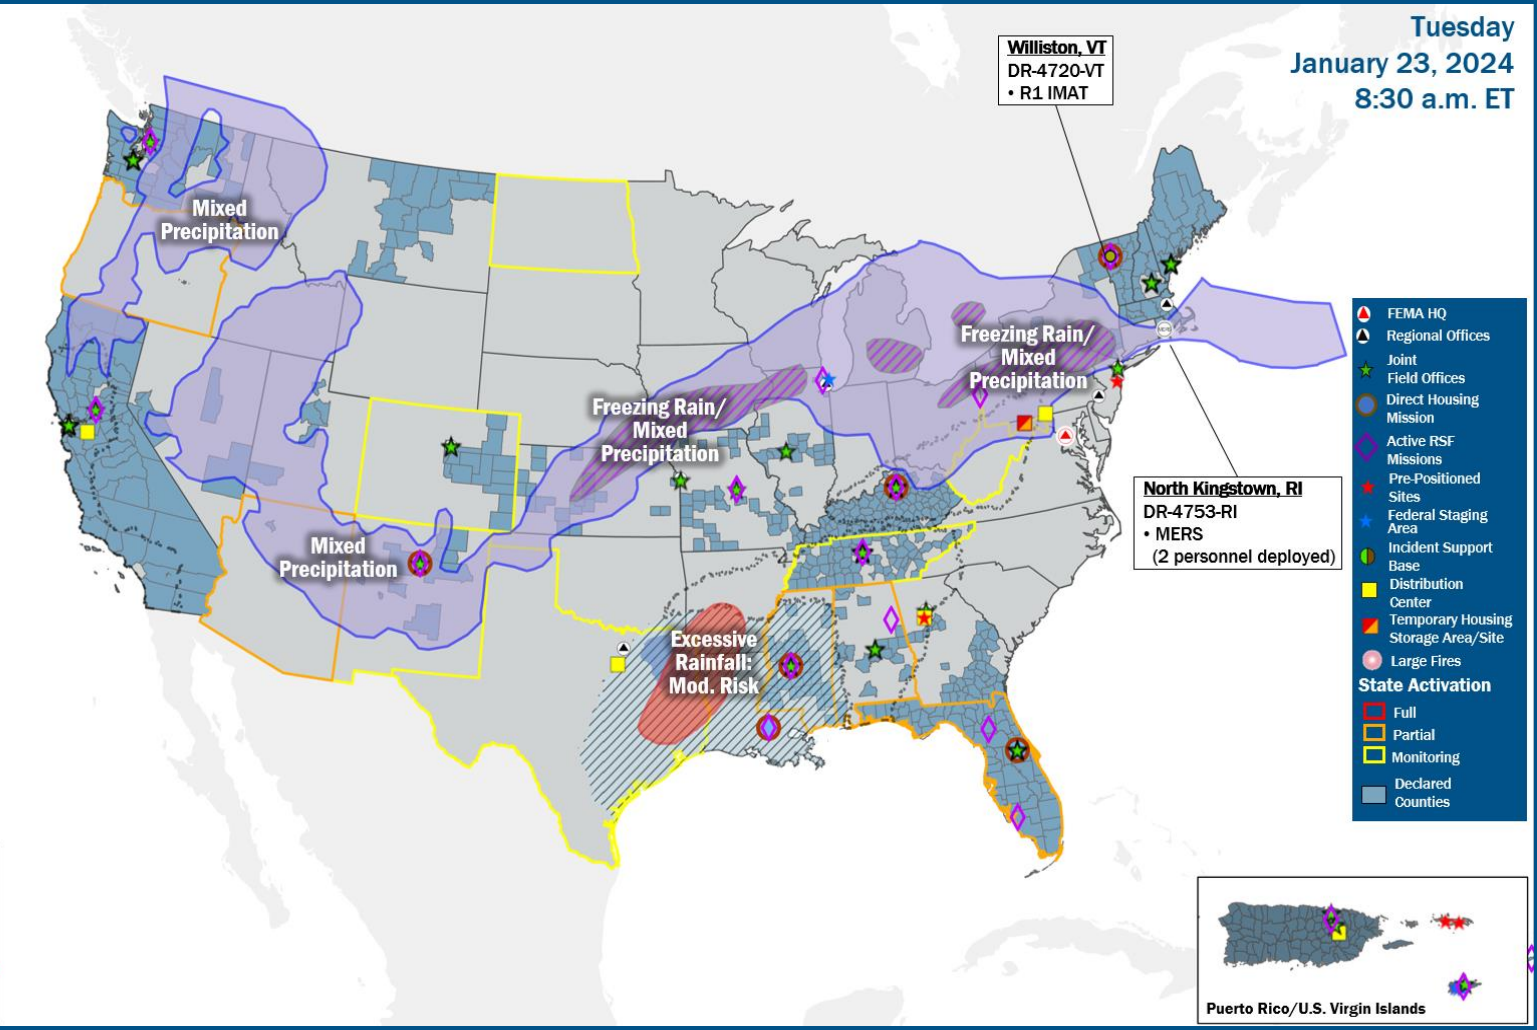 Tuesday
January 23, 2024
8:30 a.m. ET
Williston, VT
DR-4720-VT
• R1 IMAT
Mixed
Precipitation
Freezing Rain/
Mixed
Precipitation
Freezing Rain/
Mixed
Precipitation
Mixed
Precipitation
North Kingstown, RI
DR-4753-RI
• MERS
(2 personnel deployed)
Excessive
Rainfall:
Mod. Risk
FEMA HQ
Regional Offices
Joint
Field Offices
Direct Housing
Mission
Active RSF
Missions
Pre-Positioned
Sites
Federal Staging
Area
Incident Support
Base
Distribution
Center
Temporary Housing
Storage Area/Site
Large Fires
State Activation
Full
Partial
Monitoring
Declared
Counties
Puerto Rico/U.S. Virgin Islands